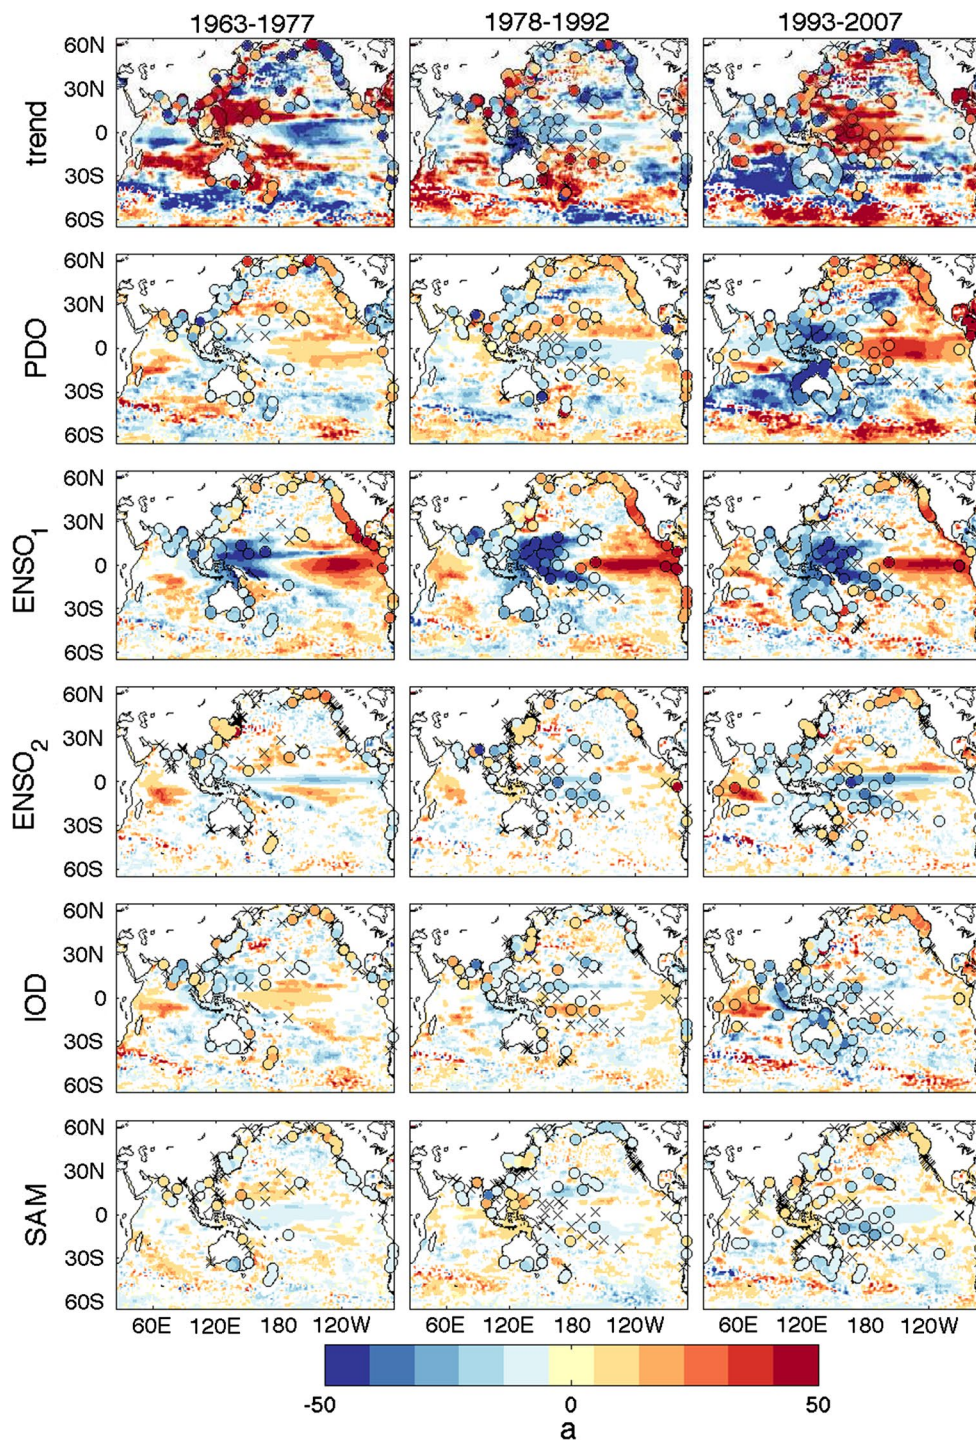 1963-1977 1978-1992 1993-2007
trend
60N
30N
0
30S
60S
PDO
60N
30N
0
30S
60S
ENSO1
60N
30N
0
30S
60S
ENSO2
60N
30N
0
30S
60S
IOD
60N
30N
0
30S
60S
SAM
60N
30N
0
30S
60S
60E 120E 180 120W 60E 120E 180 120W 60E 120E 180 120W
-50 0 50
a